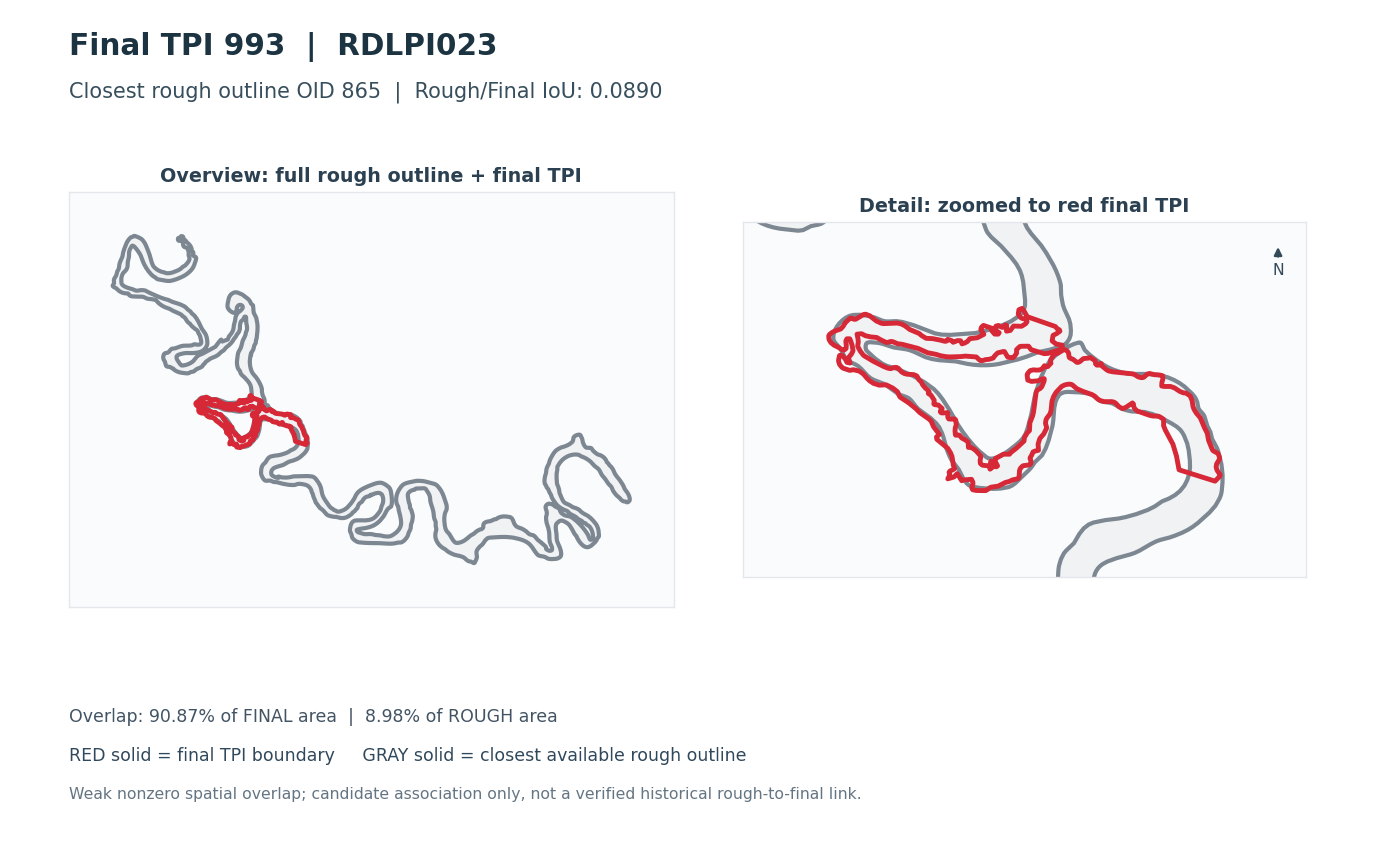 Final TPI 993 | RDLPI023
Closest rough outline OID 865 | Rough/Final IoU: 0.0890
Overview: full rough outline + final TPI
Detail: zoomed to red final TPI
N
Overlap: 90.87% of FINAL area | 8.98% of ROUGH area
RED solid = final TPI boundary GRAY solid = closest available rough outline
Weak nonzero spatial overlap; candidate association only, not a verified historical rough-to-final link.